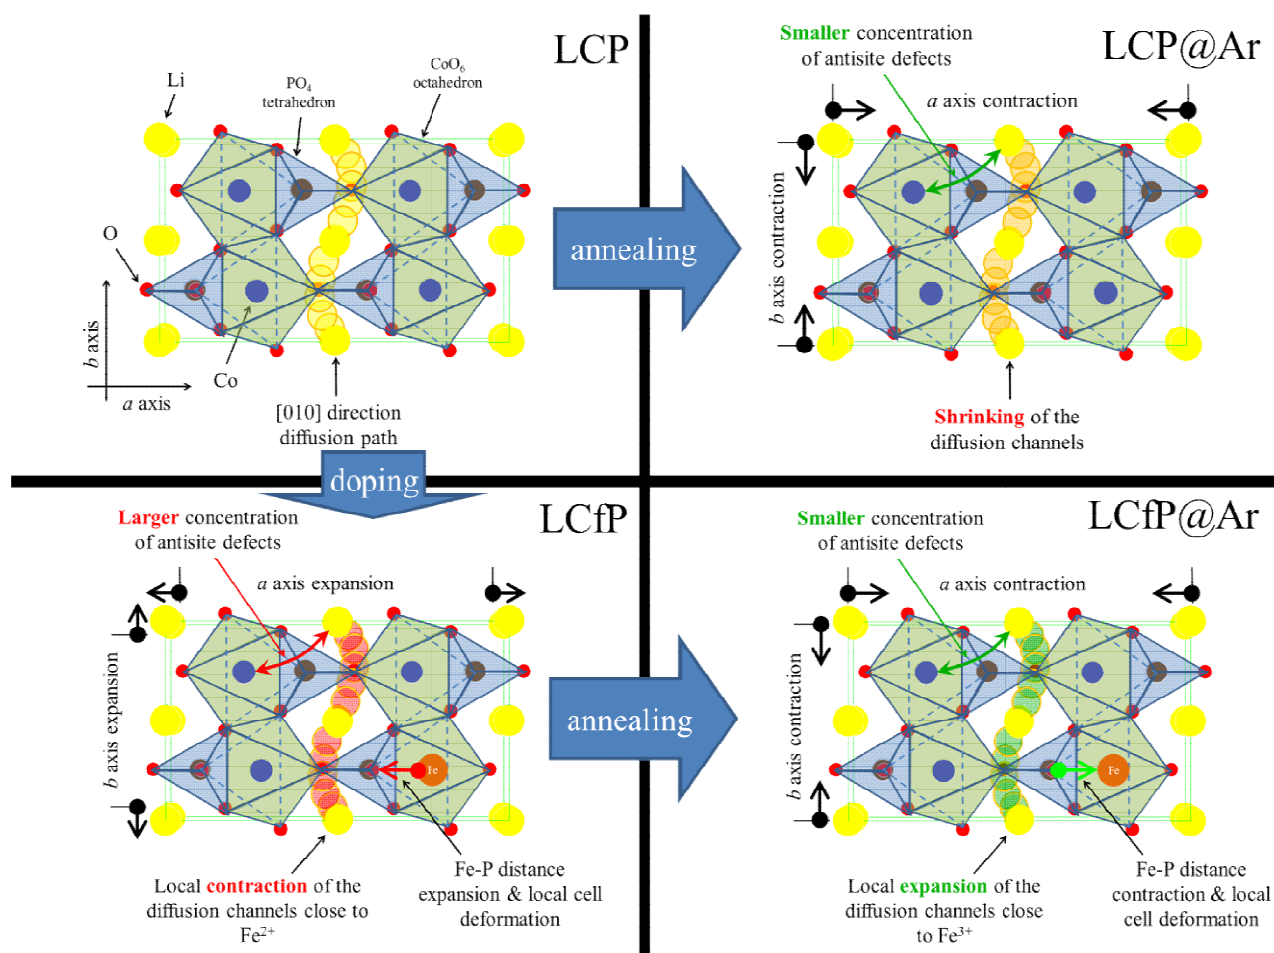 LCP
Li
PO4
tetrahedron
CoO6
octahedron
O
b axis
a axis
Co
[010] direction
diffusion path
annealing
LCP@Ar
Smaller concentration
of antisite defects
a axis contraction
b axis contraction
Shrinking of the
diffusion channels
doping
LCfP
Larger concentration
of antisite defects
a axis expansion
b axis expansion
Fe
Local contraction of the
diffusion channels close to
Fe2+
Fe-P distance
expansion & local cell
deformation
annealing
LCfP@Ar
Smaller concentration
of antisite defects
a axis contraction
b axis contraction
Fe
Local expansion of the
diffusion channels close
to Fe3+
Fe-P distance
contraction & local
cell deformation